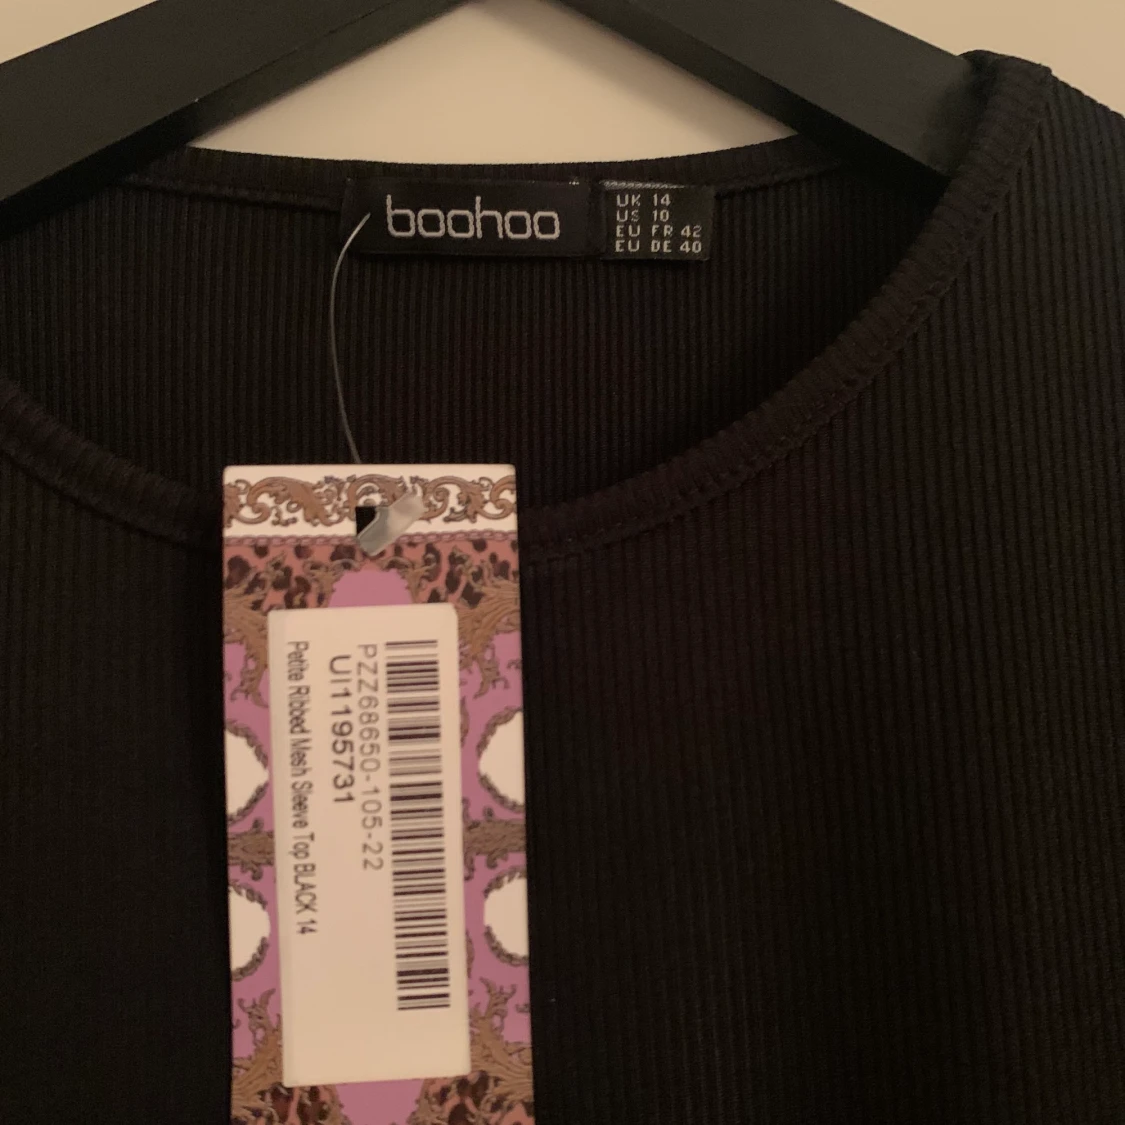 boohoo
UK 14
US 10
EU FR 42
EU DE 40
PZZ68650-105-22
UI1195731
Petite Ribbed Mesh Sleeve Top BLACK 14